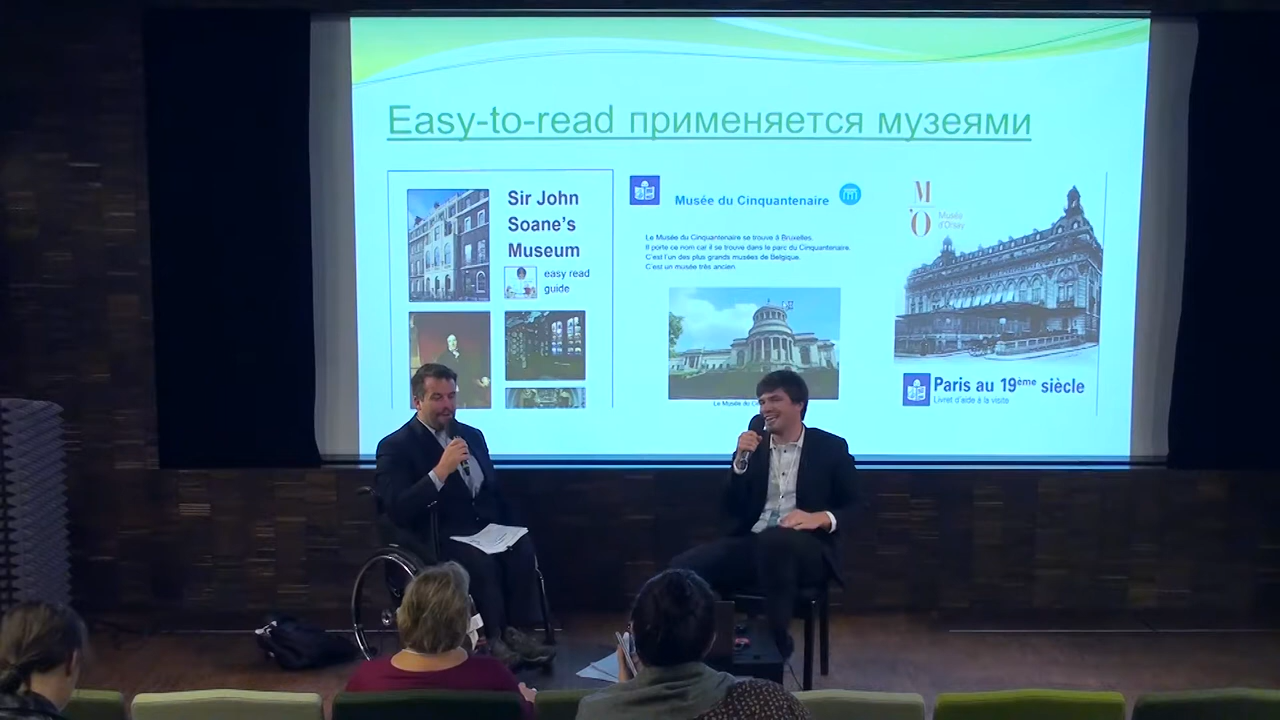 Easy-to-read применяется музеями
Sir John
Soane's
Museum
easy read
guide
Musée du Cinquantenaire
Le Musée du Cinquantenaire se trouve à Bruxelles.
Il porte ce nom car il se trouve dans le parc du Cinquantenaire.
C'est l'un des plus grands musées de Belgique.
C'est un musée très ancien.
Le Musée du
M
'O
Musée
d'Orsay
Paris au 19ème siècle
Livret d'aide à la visite